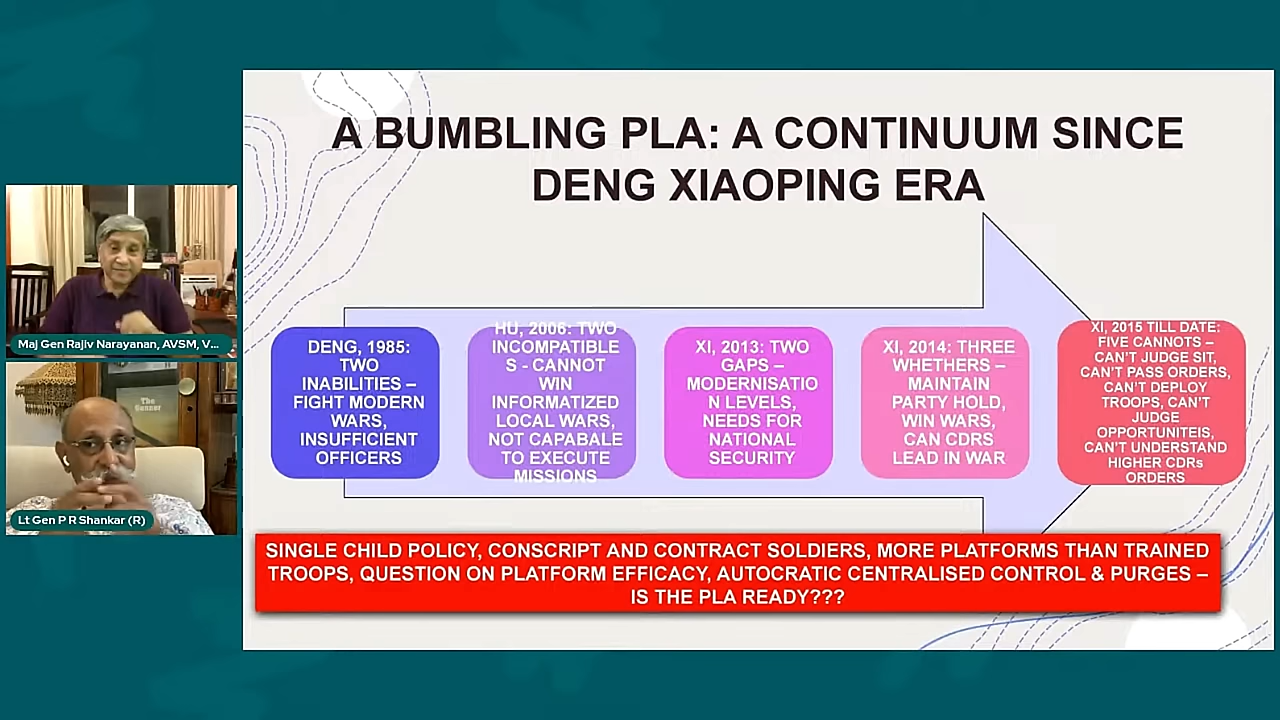 A BUMBLING PLA: A CONTINUUM SINCE
DENG XIAOPING ERA
DENG, 1985:
TWO
INABILITIES –
FIGHT MODERN
WARS,
INSUFFICIENT
OFFICERS
HU, 2006: TWO
INCOMPATIBLE
S - CANNOT
WIN
INFORMATIZED
LOCAL WARS,
NOT CAPABALE
TO EXECUTE
MISSIONS
XI, 2013: TWO
GAPS –
MODERNISATIO
N LEVELS,
NEEDS FOR
NATIONAL
SECURITY
XI, 2014: THREE
WHETHERS –
MAINTAIN
PARTY HOLD,
WIN WARS,
CAN CDRS
LEAD IN WAR
XI, 2015 TILL DATE:
FIVE CANNOTS –
CAN'T JUDGE SIT,
CAN'T PASS ORDERS,
CAN'T DEPLOY
TROOPS, CAN'T
JUDGE
OPPORTUNITEIS,
CAN'T UNDERSTAND
HIGHER CDRs
ORDERS
SINGLE CHILD POLICY, CONSCRIPT AND CONTRACT SOLDIERS, MORE PLATFORMS THAN TRAINED
TROOPS, QUESTION ON PLATFORM EFFICACY, AUTOCRATIC CENTRALISED CONTROL & PURGES –
IS THE PLA READY???
Maj Gen Rajiv Narayanan, AVSM, V...
The
Gunner
Lt Gen P R Shankar (R)